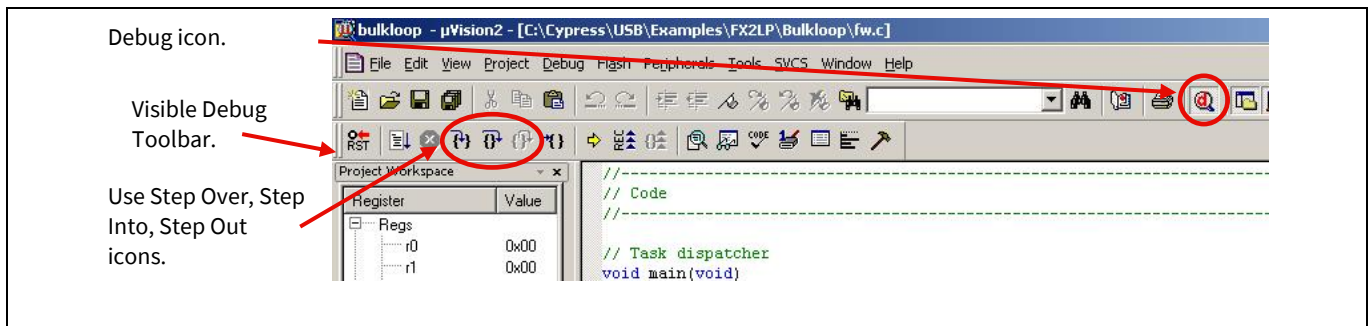 Debug icon.
Visible Debug
Toolbar.
Use Step Over, Step
Into, Step Out
icons.
bulkloop - µVision2 - [C:\Cypress\USB\Examples\FX2LP\Bulkloop\fw.c]
File Edit View Project Debug Flash Peripherals Tools SVCS Window Help
RST
REC
CODE
Project Workspace
Register Value
Regs
r0 0x00
r1 0x00
//------------------------------------------------------------
// Code
//------------------------------------------------------------
// Task dispatcher
void main(void)